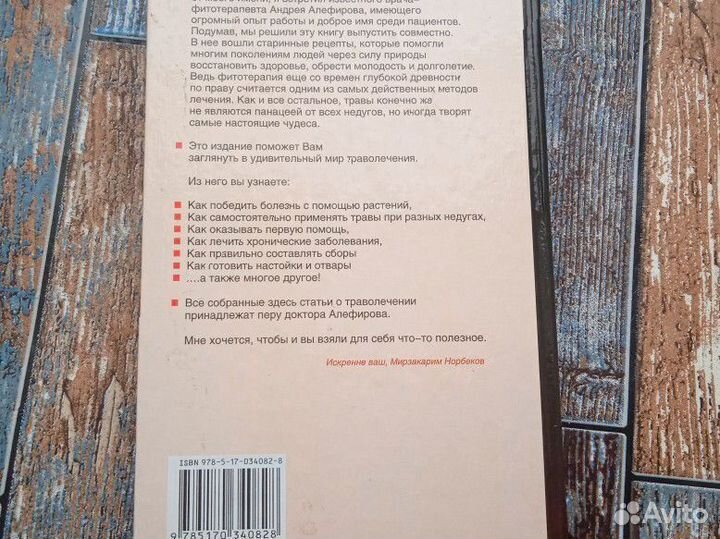 фитотерапевта Андрея Алефирова, имеющего
огромный опыт работы и доброе имя среди пациентов.
Подумав, мы решили эту книгу выпустить совместно.
В нее вошли старинные рецепты, которые помогли
многим поколениям людей через силу природы
восстановить здоровье, обрести молодость и долголетие.
Ведь фитотерапия еще со времен глубокой древности
по праву считается одним из самых действенных методов
лечения. Как и все остальное, травы конечно же
не являются панацеей от всех недугов, но иногда творят
самые настоящие чудеса.
Это издание поможет Вам
заглянуть в удивительный мир траволечения.
Из него вы узнаете:
Как победить болезнь с помощью растений,
Как самостоятельно применять травы при разных недугах,
Как оказывать первую помощь,
Как лечить хронические заболевания,
Как правильно составлять сборы
Как готовить настойки и отвары
....а также многое другое!
Все собранные здесь статьи о траволечении
принадлежат перу доктора Алефирова.
Мне хочется, чтобы и вы взяли для себя что–то полезное.
Искренне ваш, Мирзакарим Норбеков
ISBN 978-5-17-034082-8
9 785170 340828
Avito